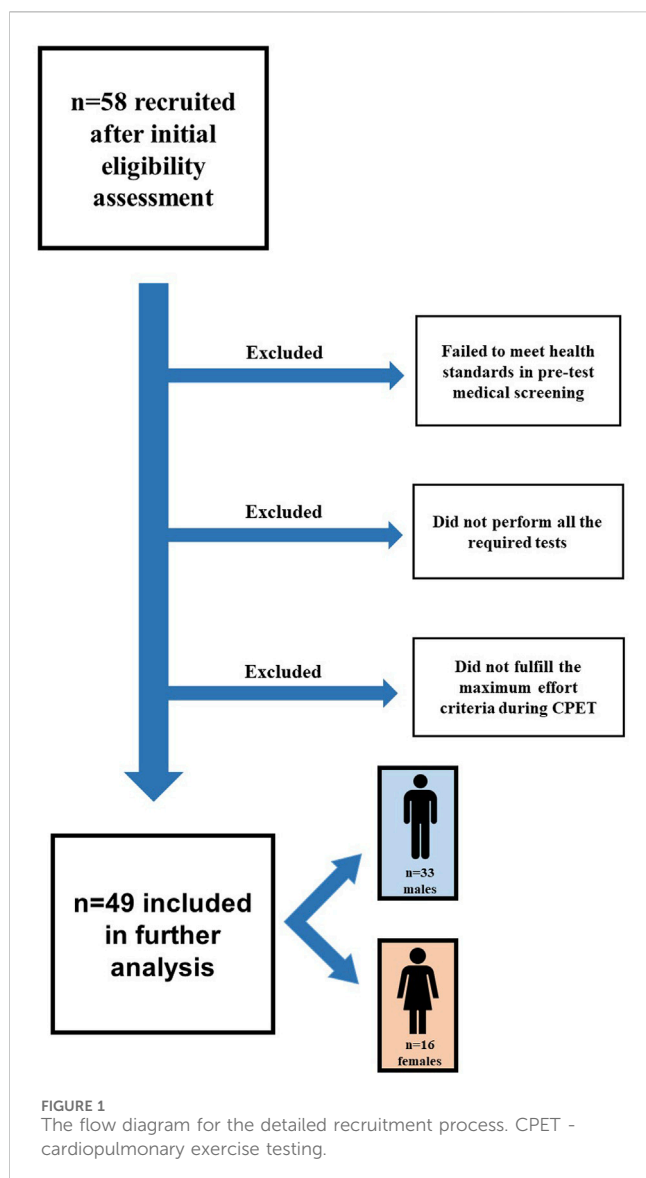 n=58 recruited
after initial
eligibility
assessment
Excluded
Failed to meet health
standards in pre-test
medical screening
Excluded
Did not perform all the
required tests
Excluded
Did not fulfill the
maximum effort
criteria during CPET
n=49 included
in further
analysis
n=33
males
n=16
females
FIGURE 1
The flow diagram for the detailed recruitment process. CPET -
cardiopulmonary exercise testing.